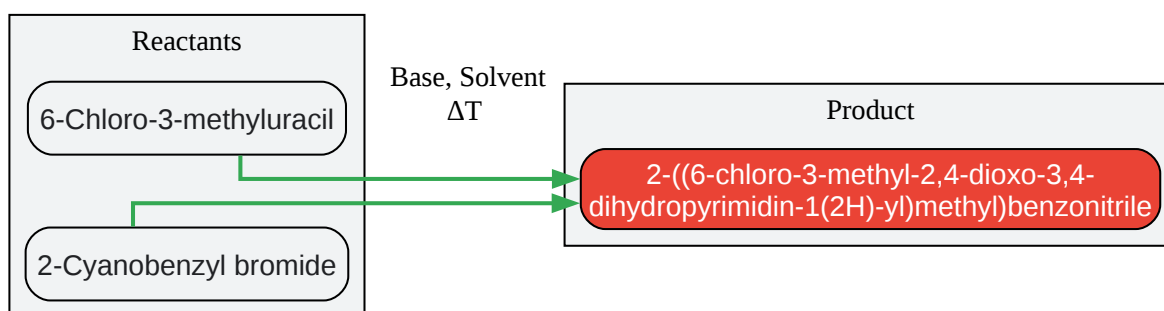 Reactants
6-Chloro-3-methyluracil
2-Cyanobenzyl bromide
Base, Solvent
ΔT
Product
2-((6-chloro-3-methyl-2,4-dioxo-3,4-
dihydropyrimidin-1(2H)-yl)methyl)benzonitrile